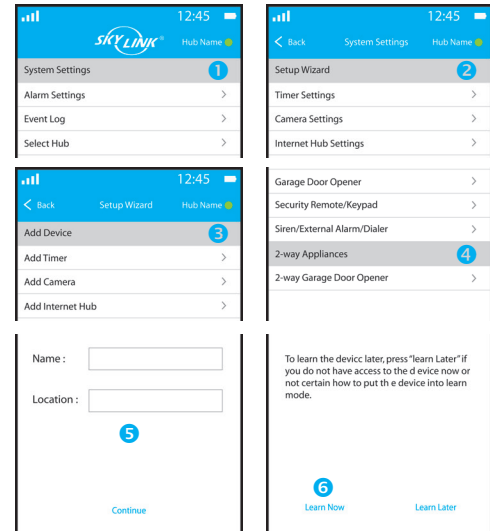 12:45
SKYLINK®
Hub Name
System Settings
1
Alarm Settings
Event Log
Select Hub
12:45
Back
System Settings
Hub Name
Setup Wizard
2
Timer Settings
Camera Settings
Internet Hub Settings
12:45
Back
Setup Wizard
Hub Name
Add Device
3
Add Timer
Add Camera
Add Internet Hub
Garage Door Opener
Security Remote/Keypad
Siren/External Alarm/Dialer
2-way Appliances
4
2-way Garage Door Opener
Name :
Location :
5
Continue
To learn the devicc later, press “learn Later” if
you do not have access to the d evice now or
not certain how to put th e device into learn
mode.
6
Learn Now
Learn Later